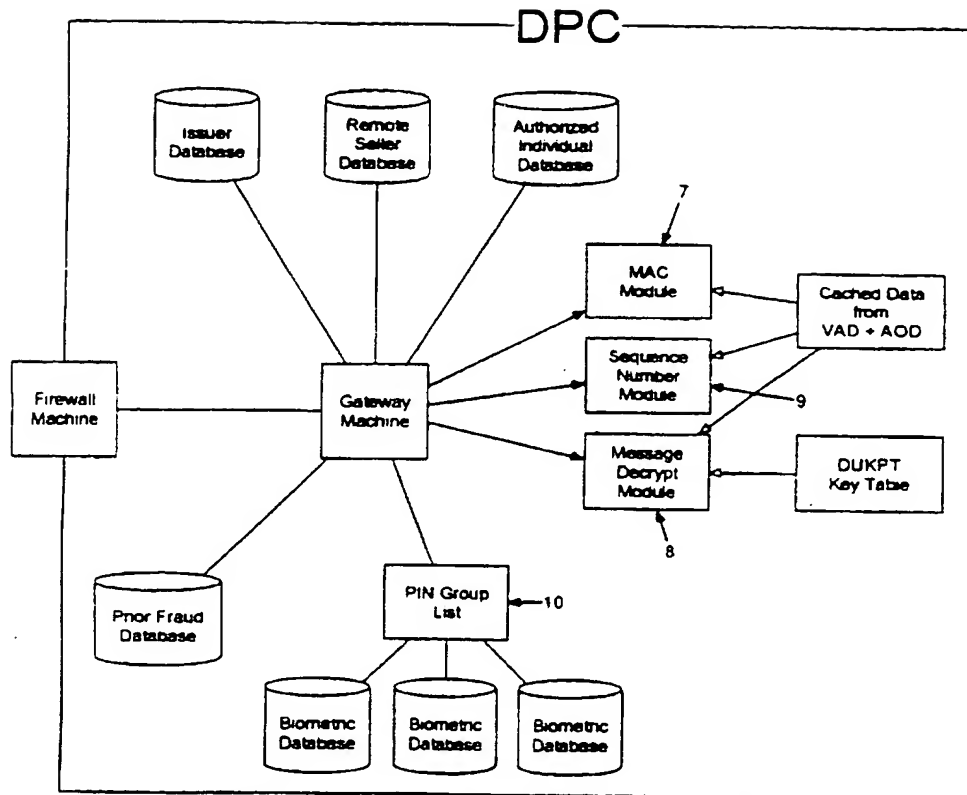 DPC
Issuer
Database
Remote
Seller
Database
Authorized
Individual
Database
7
MAC
Module
Cached Data
from
VAD + AOD
Firewall
Machine
Gateway
Machine
Sequence
Number
Module
9
Message
Decrypt
Module
DUKPT
Key Table
8
Prior Fraud
Database
PIN Group
List
10
Biometric
Database
Biometric
Database
Biometric
Database